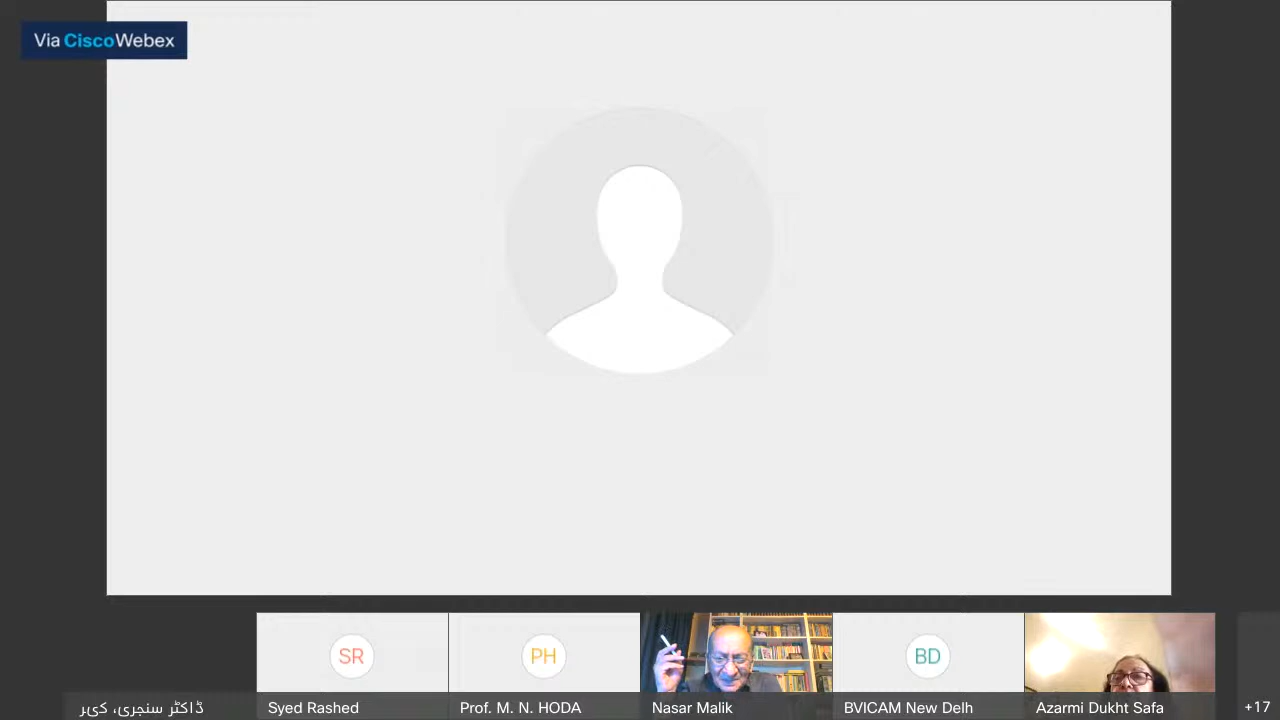 Via CiscoWebex
SR
PH
BD
ڈاکٹر سنجری، کیر
Syed Rashed
Prof. M. N. HODA
Nasar Malik
BVICAM New Delh
Azarmi Dukht Safa
+17